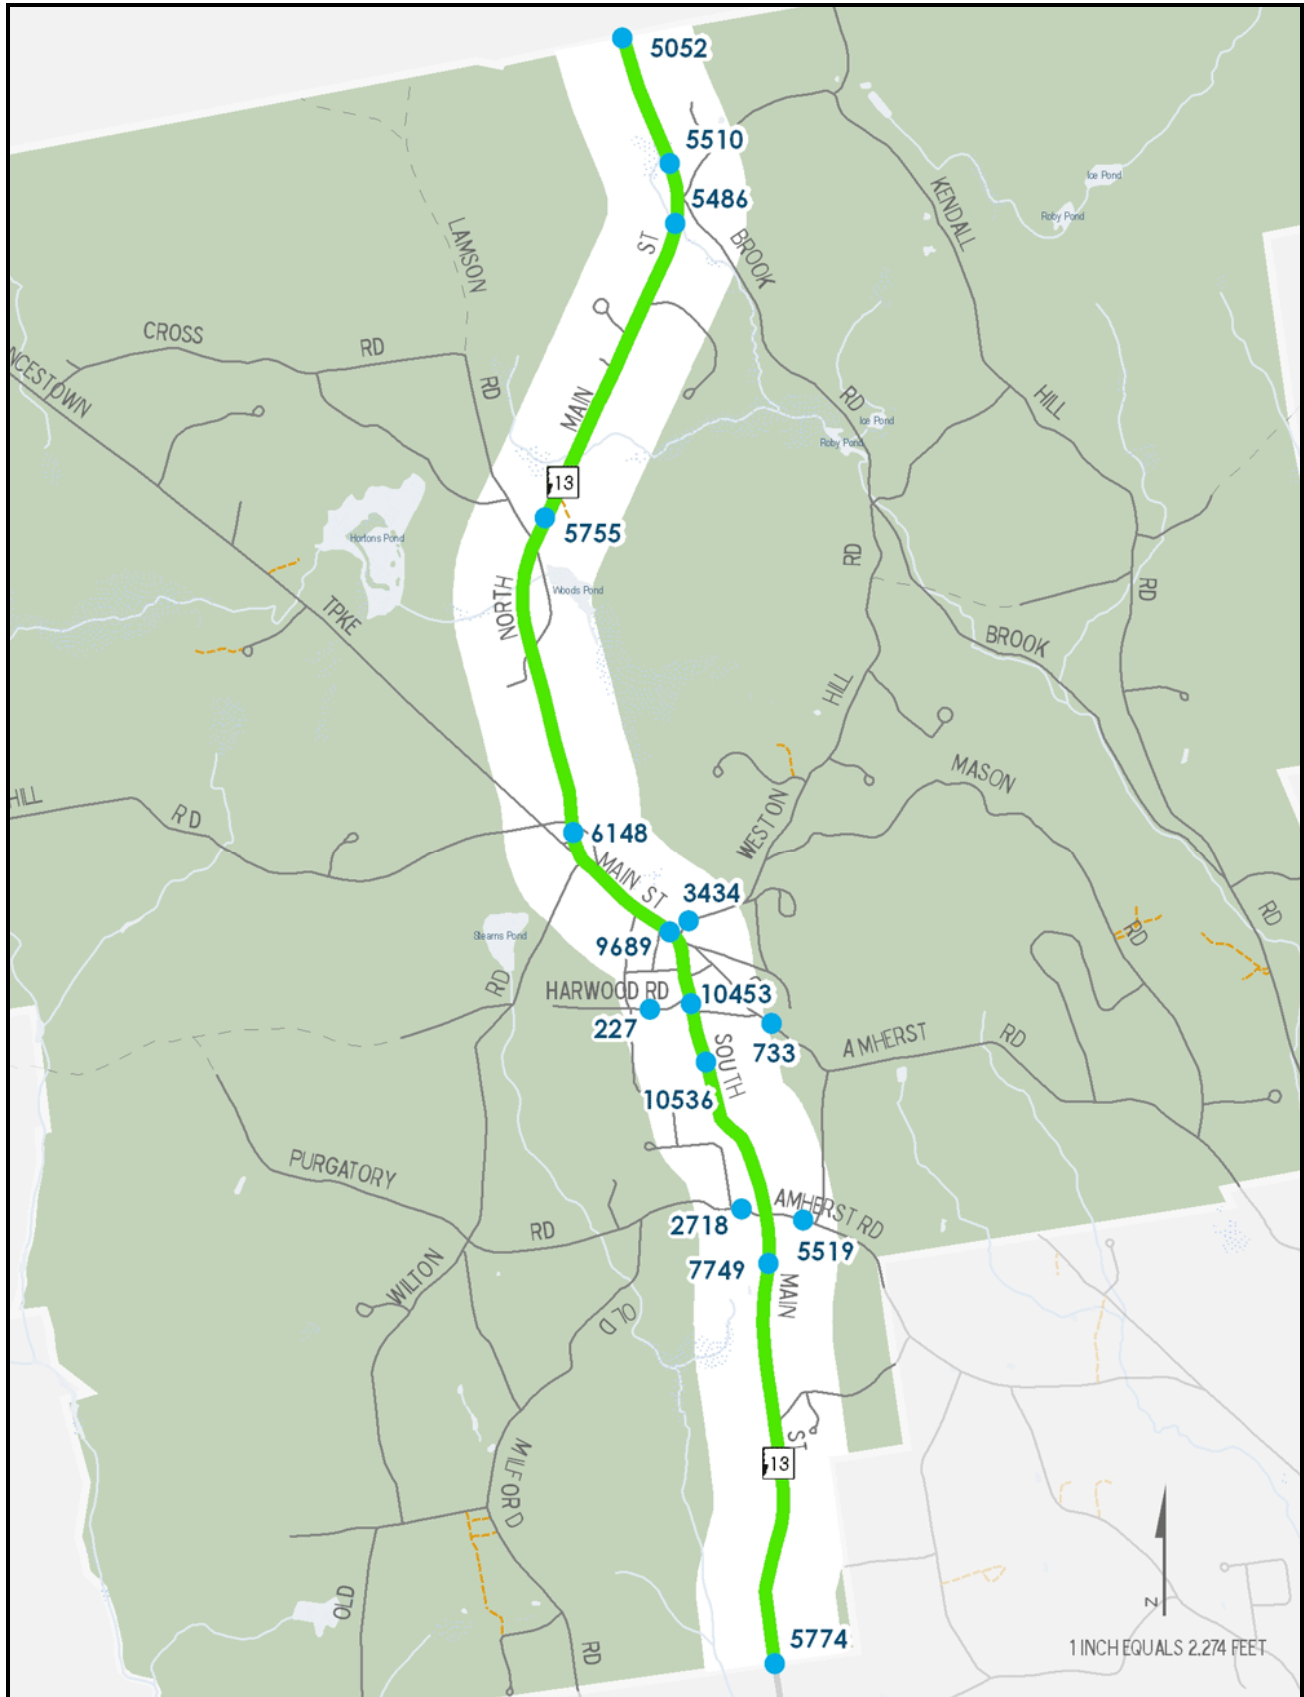 5052
5510
5486
Ice Pond
Roby Pond
KENDALL
LAMSON
ST
BROOK
CROSS
RD
NCESTOWN
RD
MAIN
RD
HILL
Ice Pond
Roby Pond
13
5755
Hortons Pond
RD
Woods Pond
NORTH
TPKE
RD
BROOK
HILL
MASON
HILL
RD
6148
WESTON
MAIN ST
3434
9689
Stearns Pond
RD
RD
RD
HARWOOD RD
10453
227
733
AMHERST
RD
SOUTH
10536
PURGATORY
AMHERST RD
2718
5519
RD
7749
WILTON
MAIN
OLD
ST
13
MILFORD
OLD
N
5774
RD
1 INCH EQUALS 2,274 FEET